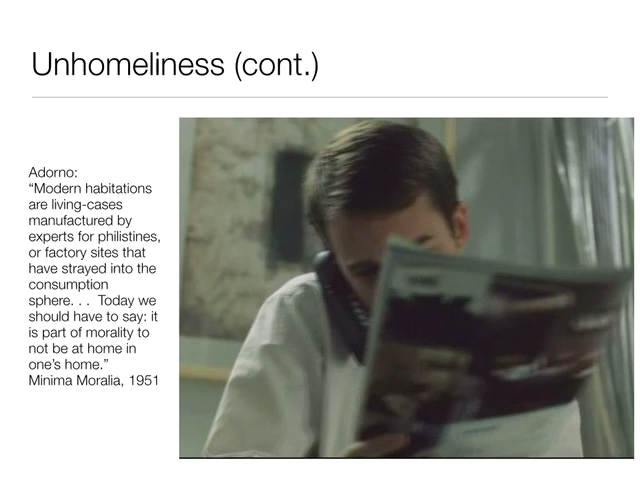 Unhomeliness (cont.)
Adorno:
“Modern habitations
are living-cases
manufactured by
experts for philistines,
or factory sites that
have strayed into the
consumption
sphere. . .  Today we
should have to say: it
is part of morality to
not be at home in
one’s home.”
Minima Moralia, 1951